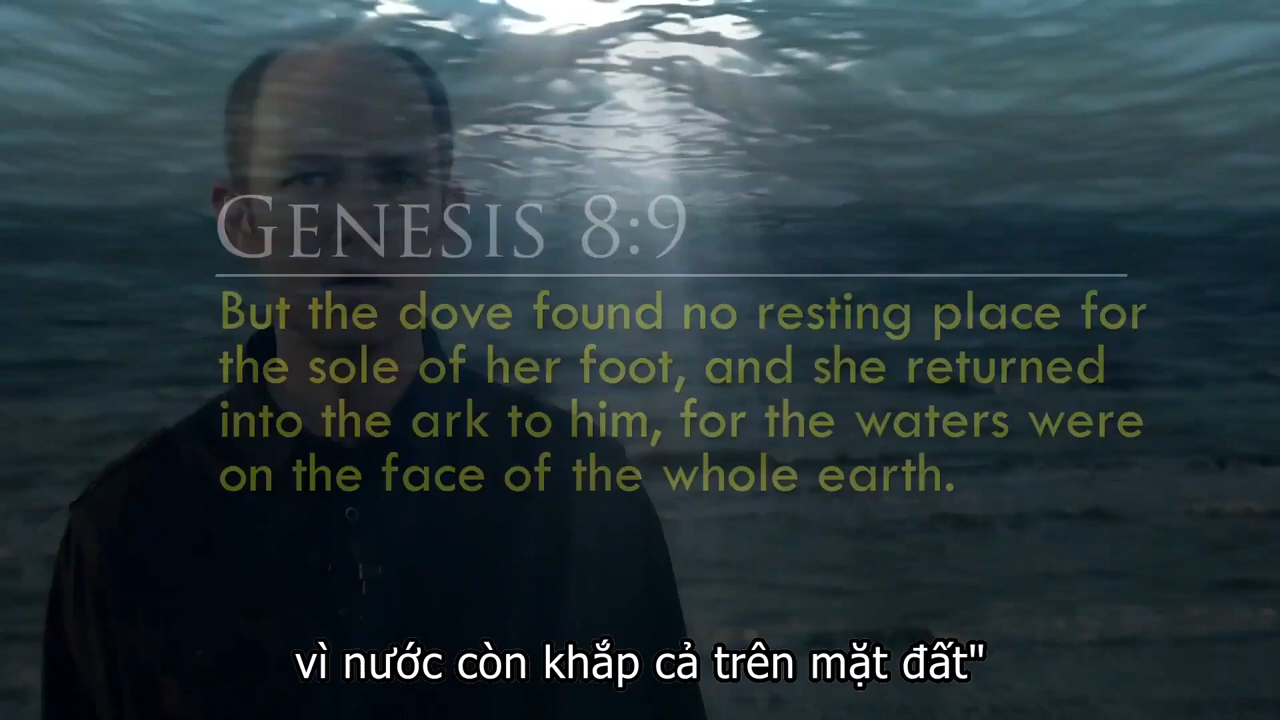 GENESIS 8:9
But the dove found no resting place for
the sole of her foot, and she returned
into the ark to him, for the waters were
on the face of the whole earth.
vì nước còn khắp cả trên mặt đất"